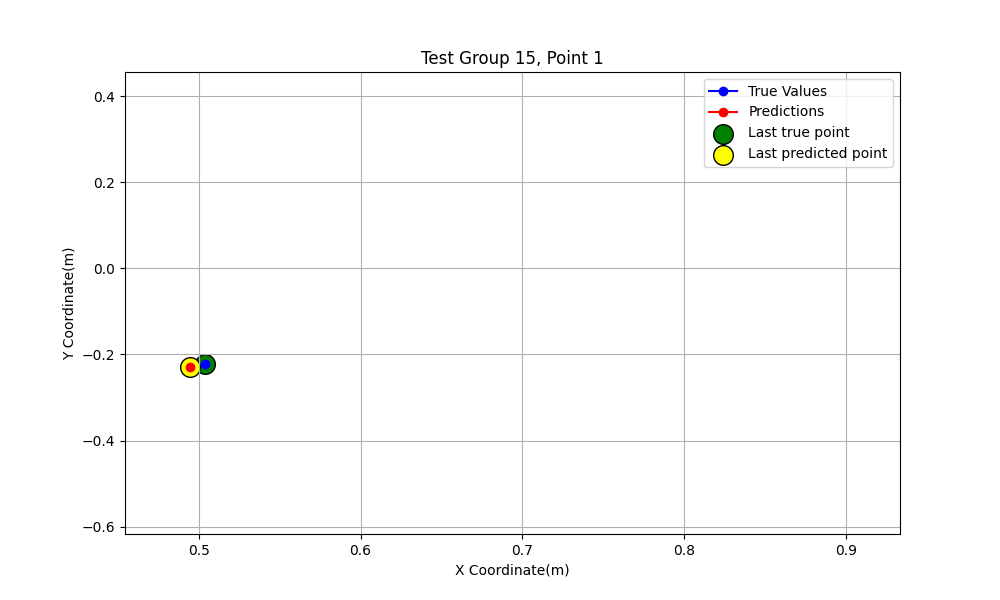 Test Group 15, Point 1
True Values
Predictions
Last true point
Last predicted point
0.4
0.2
0.0
−0.2
−0.4
−0.6
Y Coordinate(m)
0.5 0.6 0.7 0.8 0.9
X Coordinate(m)